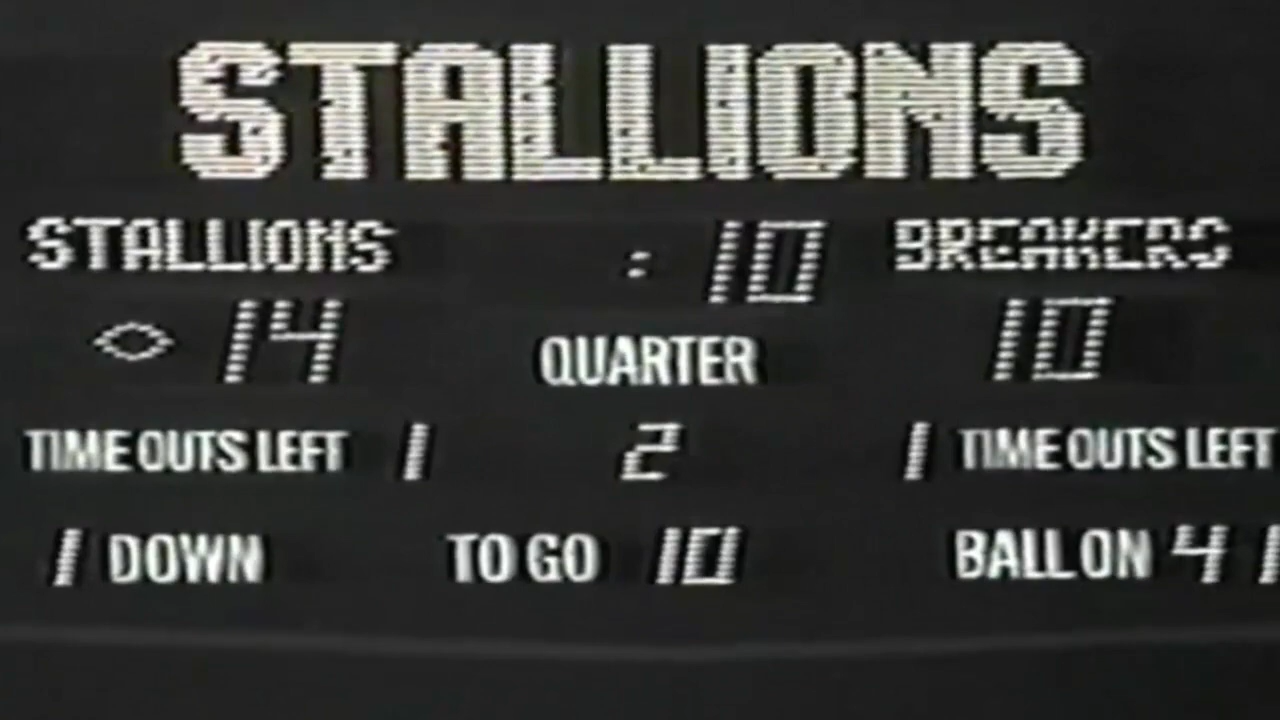 STALLIONS
STALLIONS :10 BREAKERS
14 QUARTER 10
TIME OUTS LEFT 1 2 1 TIME OUTS LEFT
1 DOWN TO GO 10 BALL ON 41